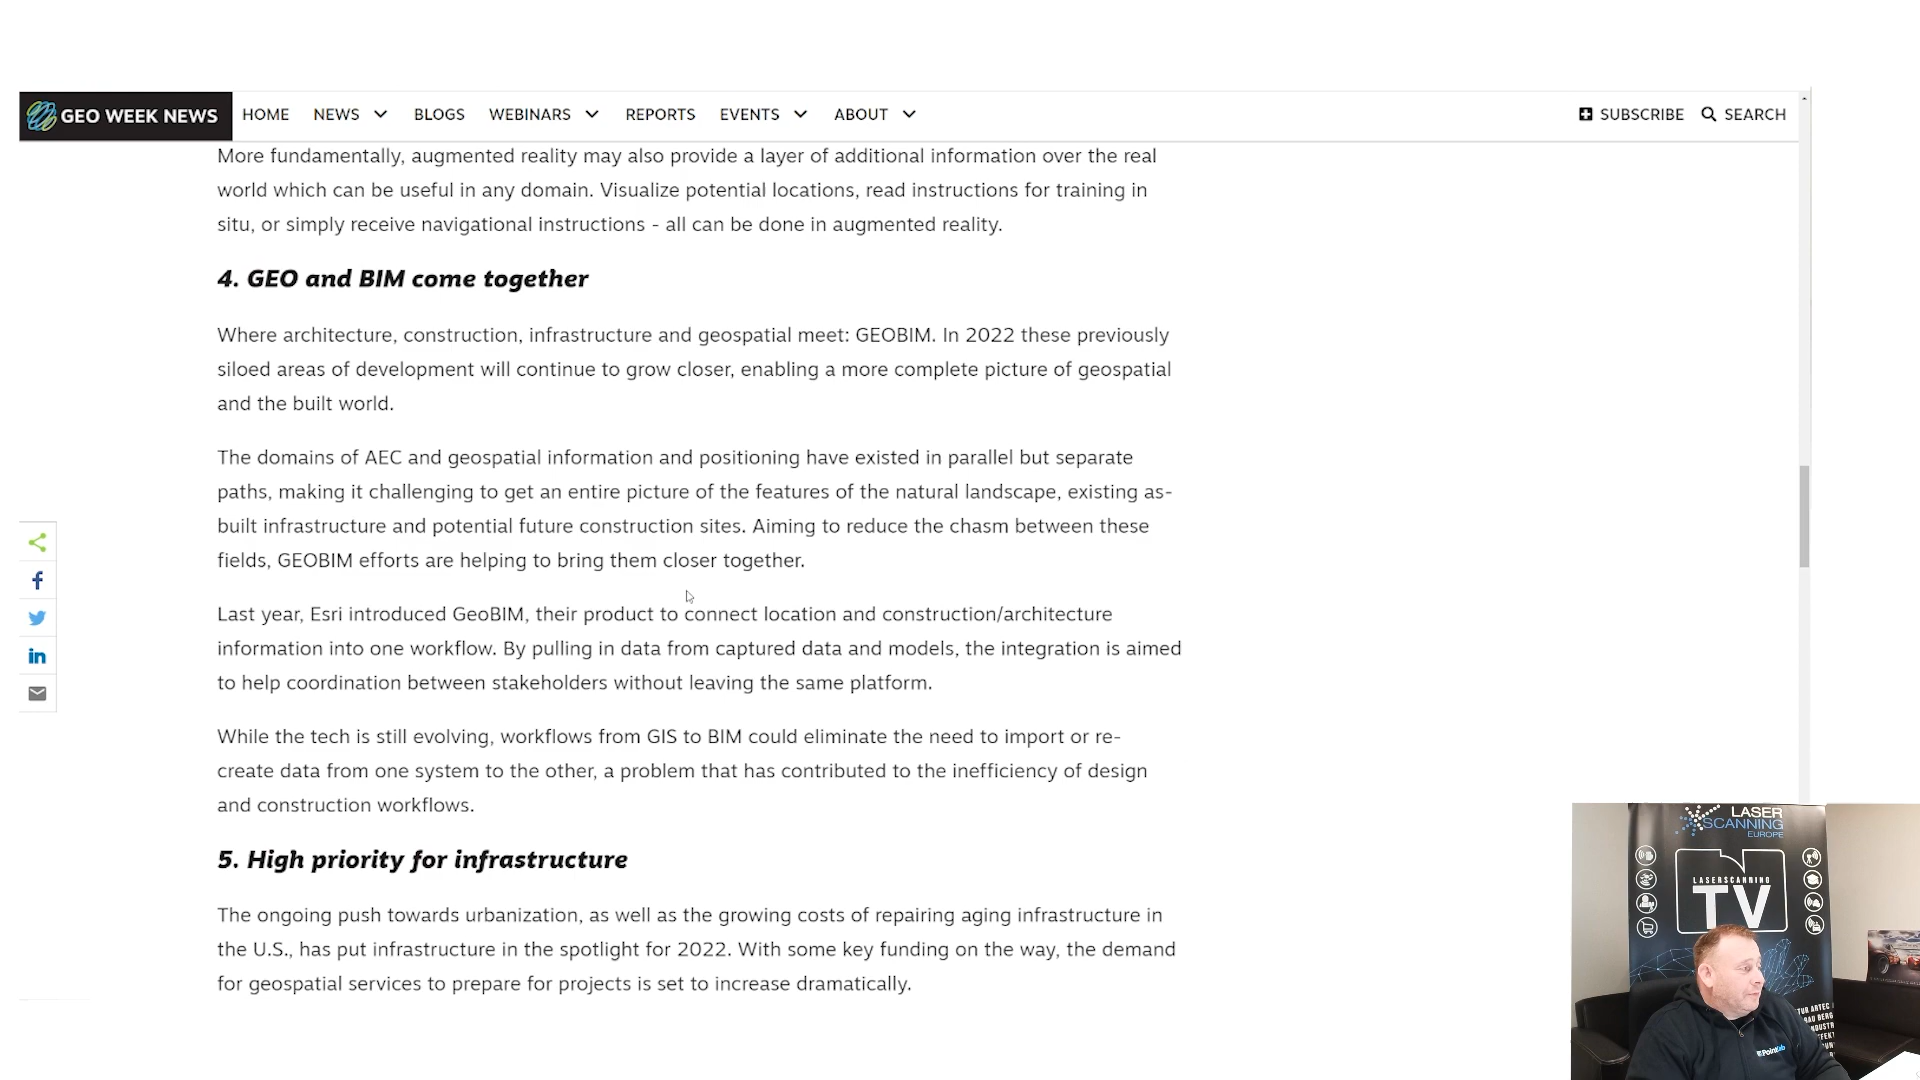 GEO WEEK NEWS HOME NEWS BLOGS WEBINARS REPORTS EVENTS ABOUT SUBSCRIBE SEARCH
More fundamentally, augmented reality may also provide a layer of additional information over the real
world which can be useful in any domain. Visualize potential locations, read instructions for training in
situ, or simply receive navigational instructions - all can be done in augmented reality.
4. GEO and BIM come together
Where architecture, construction, infrastructure and geospatial meet: GEOBIM. In 2022 these previously
siloed areas of development will continue to grow closer, enabling a more complete picture of geospatial
and the built world.
The domains of AEC and geospatial information and positioning have existed in parallel but separate
paths, making it challenging to get an entire picture of the features of the natural landscape, existing as-
built infrastructure and potential future construction sites. Aiming to reduce the chasm between these
fields, GEOBIM efforts are helping to bring them closer together.
Last year, Esri introduced GeoBIM, their product to connect location and construction/architecture
information into one workflow. By pulling in data from captured data and models, the integration is aimed
to help coordination between stakeholders without leaving the same platform.
While the tech is still evolving, workflows from GIS to BIM could eliminate the need to import or re-
create data from one system to the other, a problem that has contributed to the inefficiency of design
and construction workflows.
5. High priority for infrastructure
The ongoing push towards urbanization, as well as the growing costs of repairing aging infrastructure in
the U.S., has put infrastructure in the spotlight for 2022. With some key funding on the way, the demand
for geospatial services to prepare for projects is set to increase dramatically.
LASER
SCANNING
EUROPE
LASERSCANNING
TV
PointCab